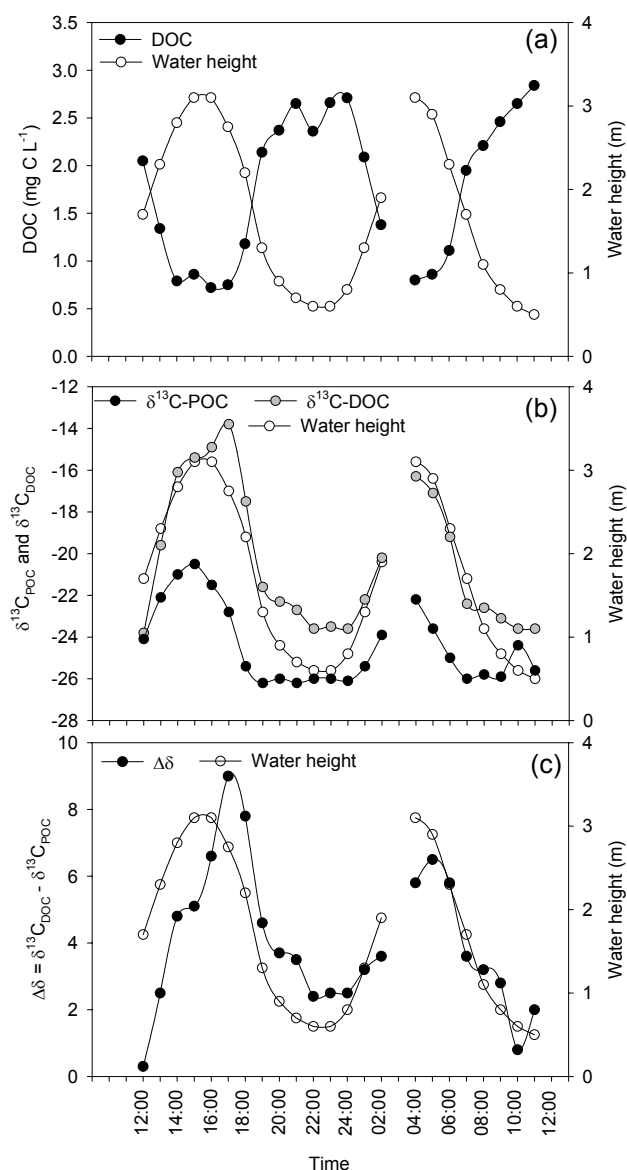 (a)
DOC
Water height
3.5
3.0
2.5
2.0
1.5
1.0
0.5
0.0
DOC (mg C L⁻¹)
4
3
2
1
0
Water height (m)
(b)
δ¹³C-POC δ¹³C-DOC
Water height
-12
-14
-16
-18
-20
-22
-24
-26
-28
δ¹³C_POC and δ¹³C_DOC
4
3
2
1
0
Water height (m)
(c)
Δδ Water height
10
8
6
4
2
0
Δδ = δ¹³C_DOC - δ¹³C_POC
4
3
2
1
0
Water height (m)
12:00 14:00 16:00 18:00 20:00 22:00 24:00 02:00 04:00 06:00 08:00 10:00 12:00
Time